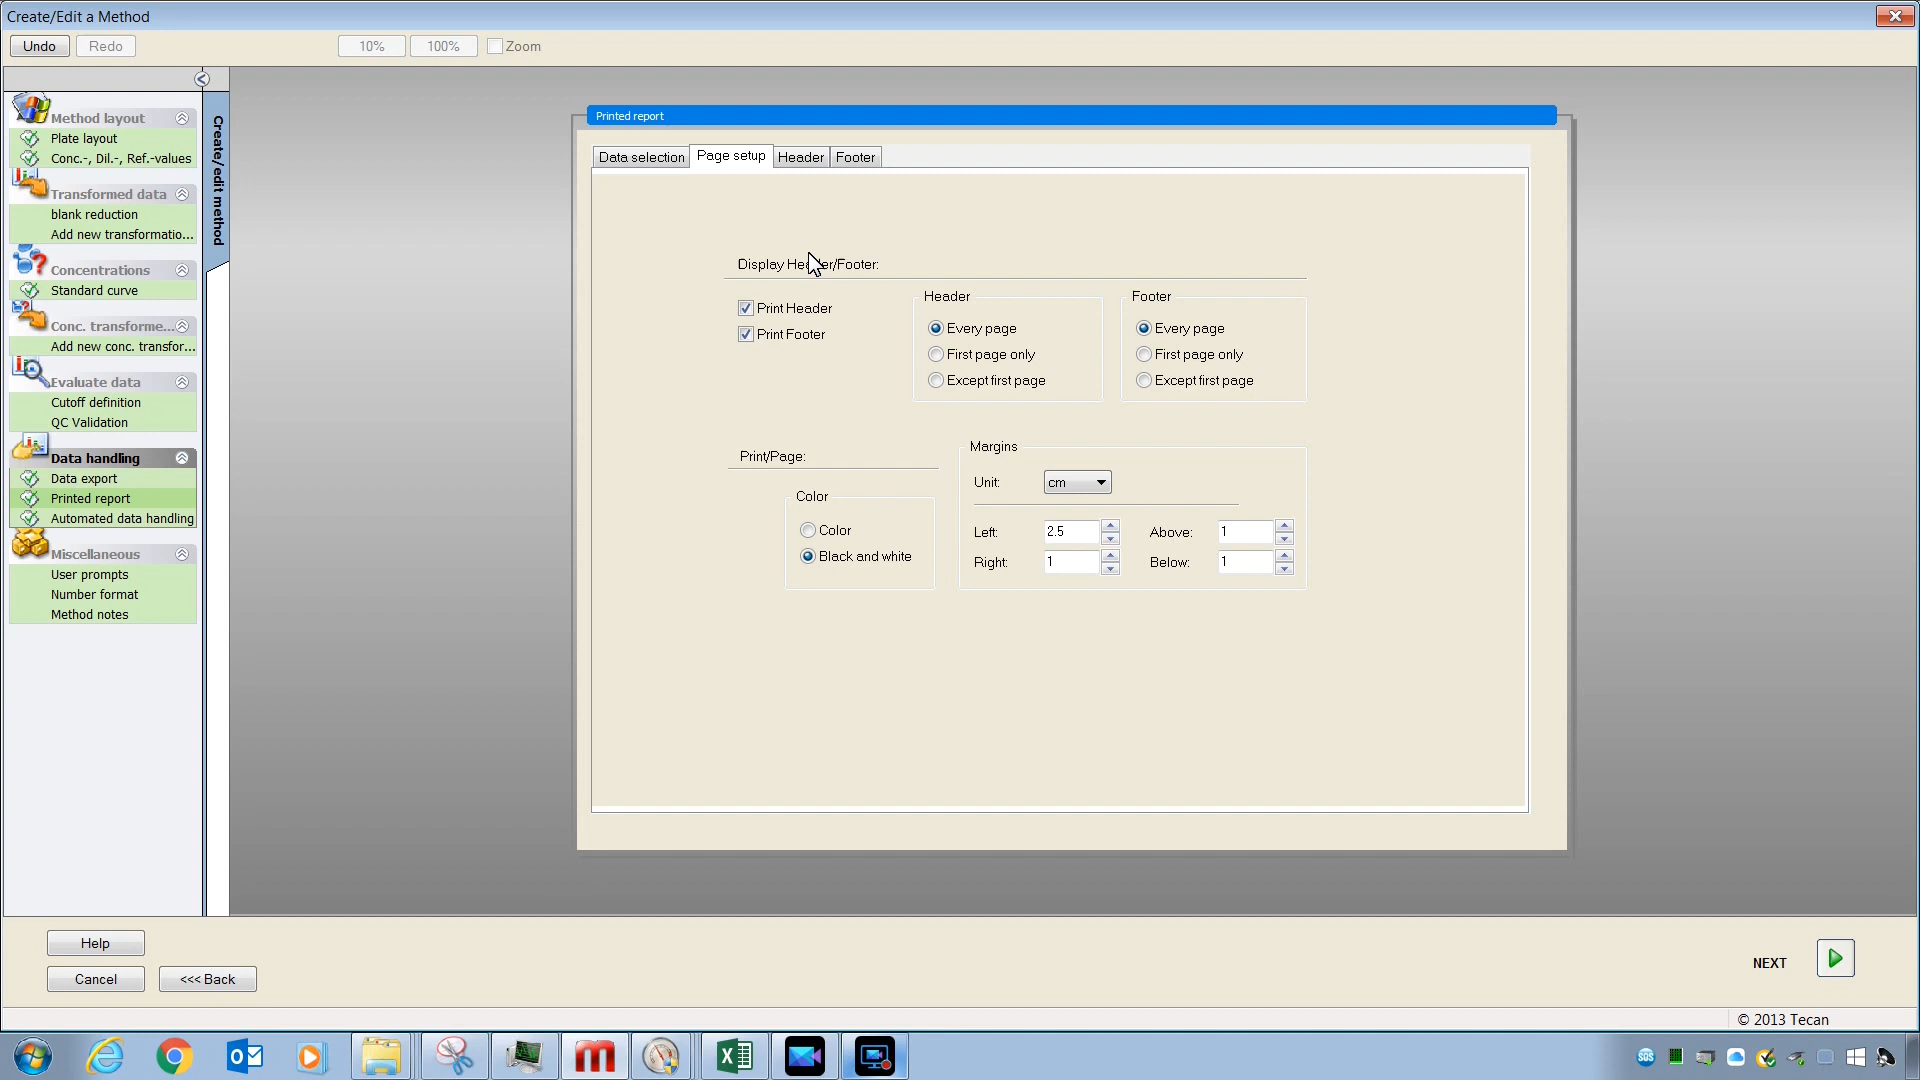 Create/Edit a Method
Undo
Redo
10%
100%
Zoom
Create/edit method
Method layout
Plate layout
Conc.-, Dil.-, Ref.-values
Transformed data
blank reduction
Add new transformatio...
Concentrations
Standard curve
Conc. transforme...
Add new conc. transfor...
Evaluate data
Cutoff definition
QC Validation
Data handling
Data export
Printed report
Automated data handling
Miscellaneous
User prompts
Number format
Method notes
Printed report
Data selection
Page setup
Header
Footer
Display Header/Footer:
Print Header
Print Footer
Header
Every page
First page only
Except first page
Footer
Every page
First page only
Except first page
Print/Page:
Color
Color
Black and white
Margins
Unit:
cm
Left:
2.5
Above:
1
Right:
1
Below:
1
Help
Cancel
<<< Back
NEXT
© 2013 Tecan
SOS